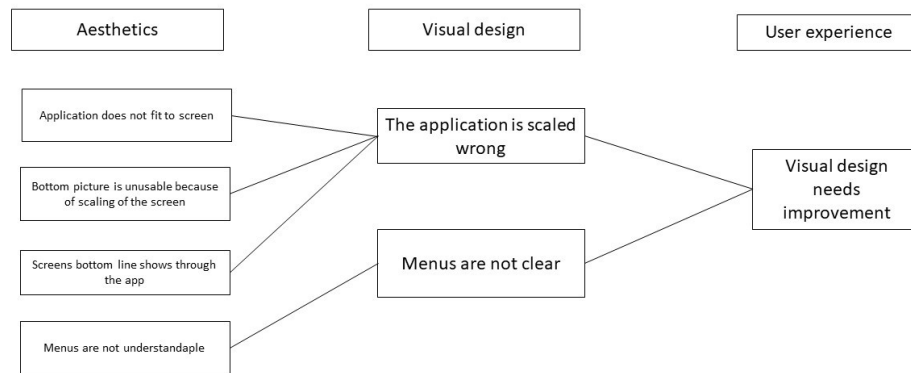 Aesthetics
Visual design
User experience
Application does not fit to screen
Bottom picture is unusable because
of scaling of the screen
Screens bottom line shows through
the app
Menus are not understandaple
The application is scaled
wrong
Menus are not clear
Visual design
needs
improvement